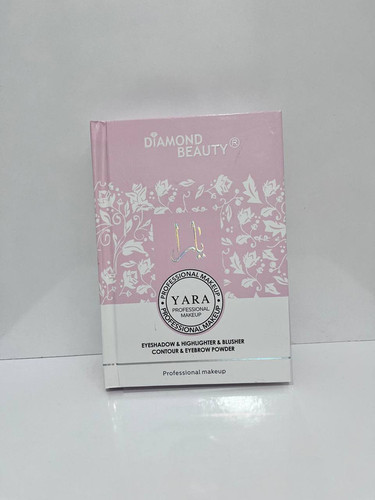 DIAMOND
BEAUTY ®
يارا
PROFESSIONAL MAKEUP
YARA
PROFESSIONAL
MAKEUP
PROFESSIONAL MAKEUP
EYESHADOW & HIGHLIGHTER & BLUSHER
CONTOUR & EYEBROW POWDER
Professional makeup